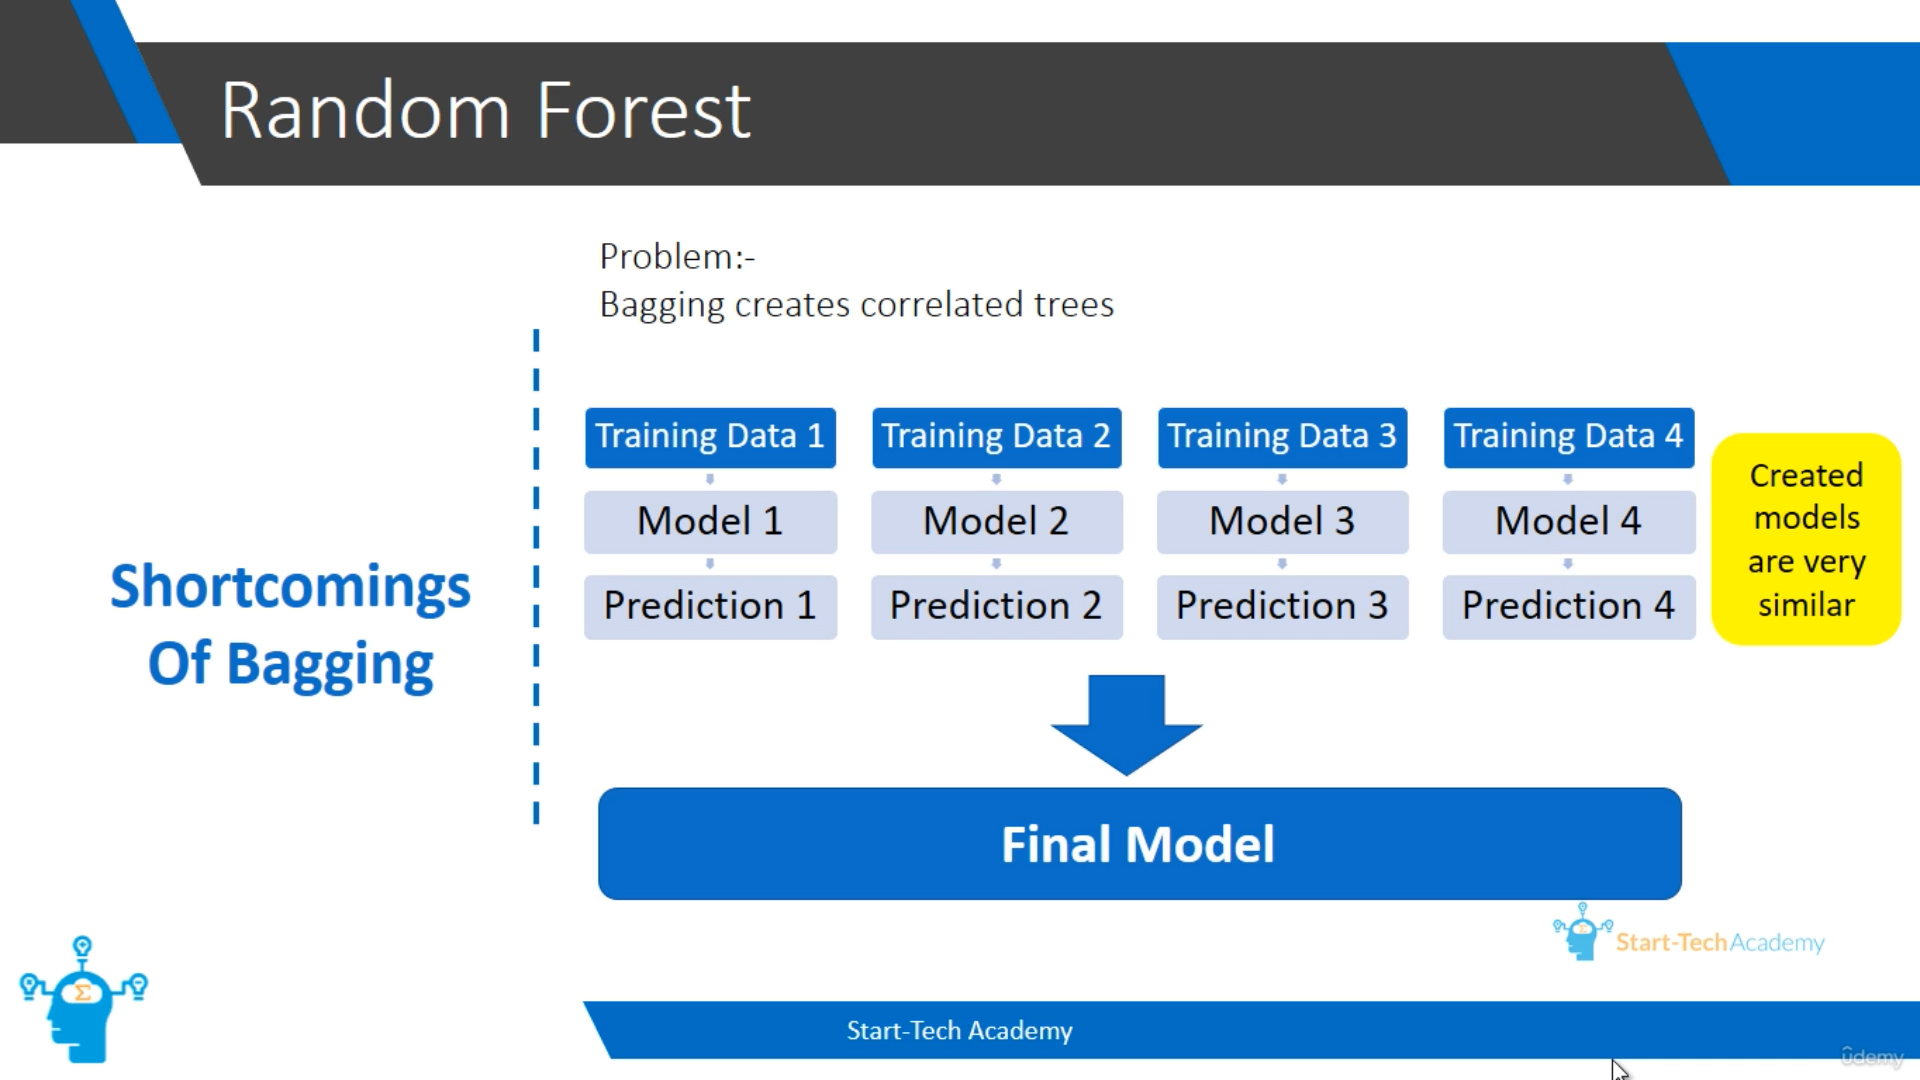 Random Forest
Problem:-
Bagging creates correlated trees
Shortcomings
Of Bagging
Training Data 1
Training Data 2
Training Data 3
Training Data 4
Model 1
Model 2
Model 3
Model 4
Prediction 1
Prediction 2
Prediction 3
Prediction 4
Created
models
are very
similar
Final Model
Σ
Start-TechAcademy
Σ
Start-Tech Academy
ûdemy